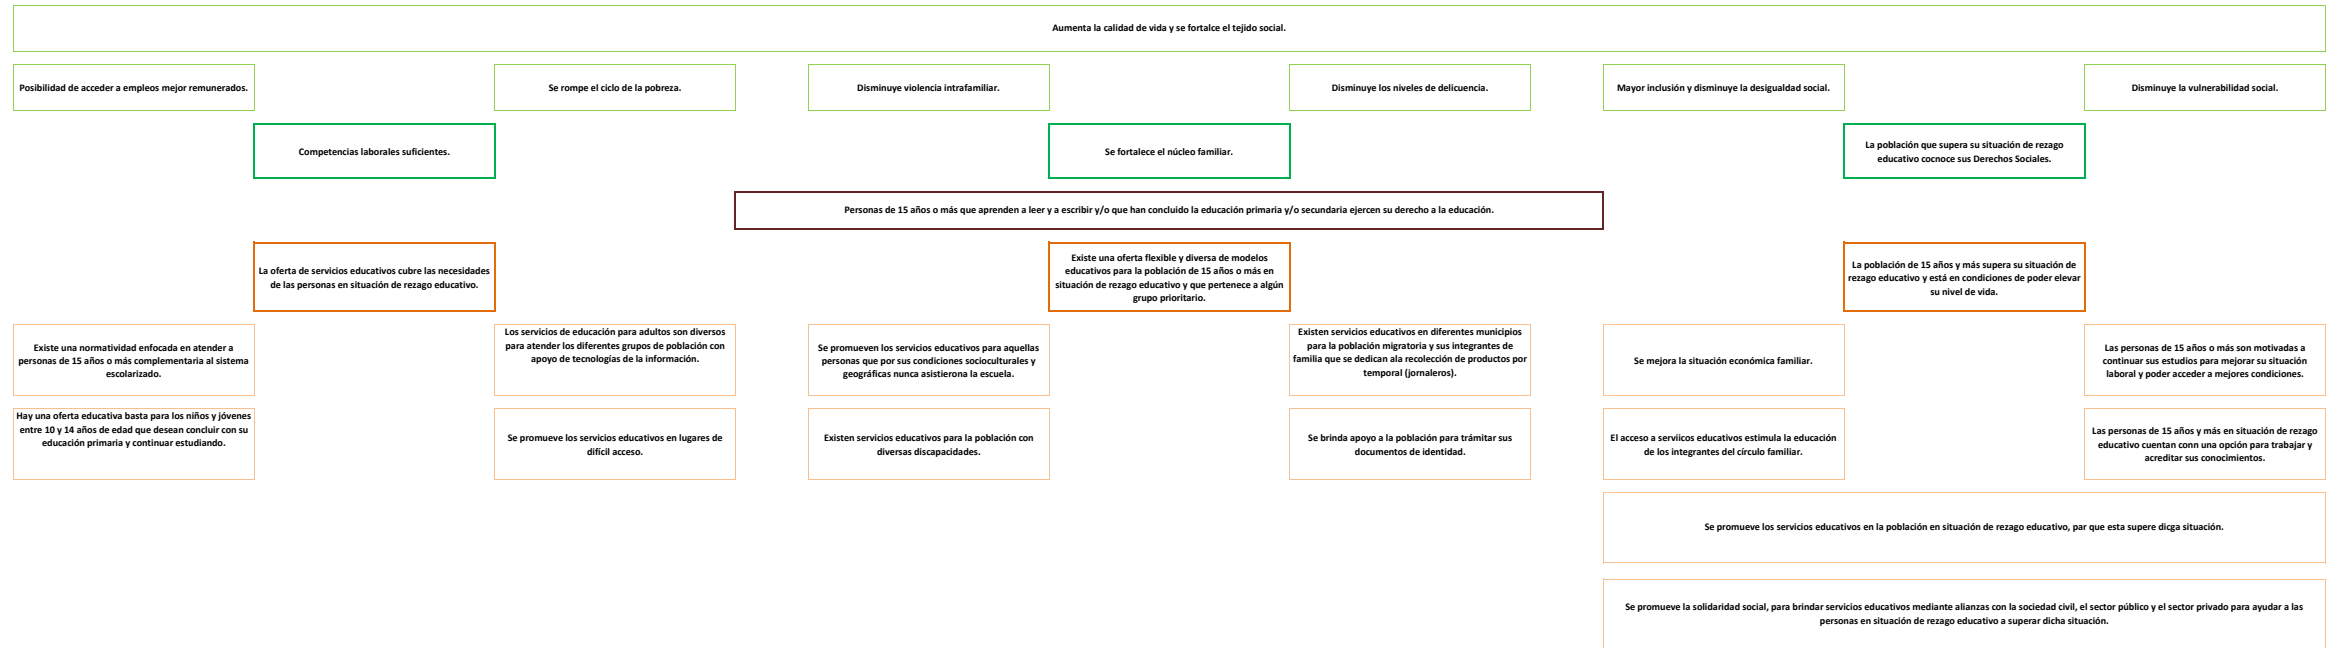 Aumenta la calidad de vida y se fortalce el tejido social.
Posibilidad de acceder a empleos mejor remunerados.
Se rompe el ciclo de la pobreza.
Disminuye violencia intrafamiliar.
Disminuye los niveles de delicuencia.
Mayor inclusión y disminuye la desigualdad social.
Disminuye la vulnerabilidad social.
Competencias laborales suficientes.
Se fortalece el núcleo familiar.
La población que supera su situación de rezago
educativo cocnoce sus Derechos Sociales.
Personas de 15 años o más que aprenden a leer y a escribir y/o que han concluido la educación primaria y/o secundaria ejercen su derecho a la educación.
La oferta de servicios educativos cubre las necesidades
de las personas en situación de rezago educativo.
Existe una oferta flexible y diversa de modelos
educativos para la población de 15 años o más en
situación de rezago educativo y que pertenece a algún
grupo prioritario.
La población de 15 años y más supera su situación de
rezago educativo y está en condiciones de poder elevar
su nivel de vida.
Existe una normatividad enfocada en atender a
personas de 15 años o más complementaria al sistema
escolarizado.
Los servicios de educación para adultos son diversos
para atender los diferentes grupos de población con
apoyo de tecnologías de la información.
Se promueven los servicios educativos para aquellas
personas que por sus condiciones socioculturales y
geográficas nunca asistierona la escuela.
Existen servicios educativos en diferentes municipios
para la población migratoria y sus integrantes de
familia que se dedican ala recolección de productos por
temporal (jornaleros).
Se mejora la situación económica familiar.
Las personas de 15 años o más son motivadas a
continuar sus estudios para mejorar su situación
laboral y poder acceder a mejores condiciones.
Hay una oferta educativa basta para los niños y jóvenes
entre 10 y 14 años de edad que desean concluir con su
educación primaria y continuar estudiando.
Se promueve los servicios educativos en lugares de
difícil acceso.
Existen servicios educativos para la población con
diversas discapacidades.
Se brinda apoyo a la población para trámitar sus
documentos de identidad.
El acceso a serviicos educativos estimula la educación
de los integrantes del círculo familiar.
Las personas de 15 años y más en situación de rezago
educativo cuentan conn una opción para trabajar y
acreditar sus conocimientos.
Se promueve los servicios educativos en la población en situación de rezago educativo, par que esta supere dicga situación.
Se promueve la solidaridad social, para brindar servicios educativos mediante alianzas con la sociedad civil, el sector público y el sector privado para ayudar a las
personas en situación de rezago educativo a superar dicha situación.